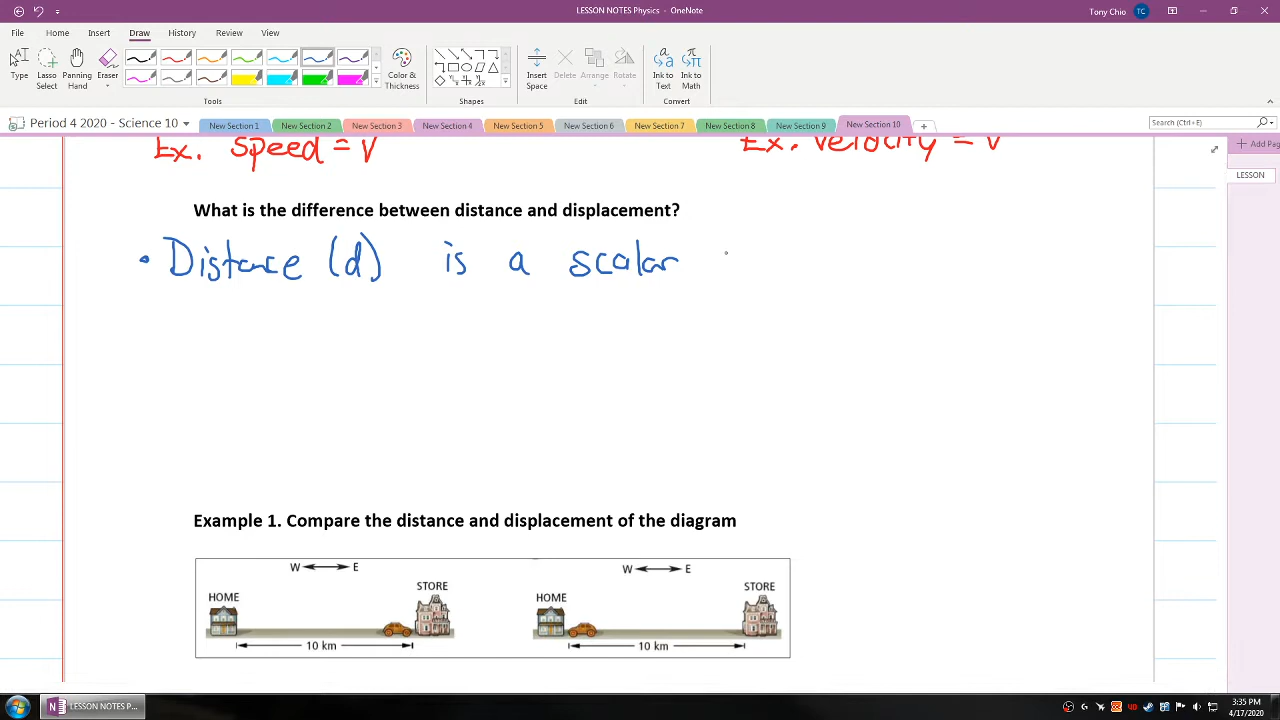 LESSON NOTES Physics - OneNote
Tony Chio TC
File Home Insert Draw History Review View
Type Lasso Select Panning Hand Eraser Color & Thickness Insert Space Delete Arrange Rotate Ink to Text Ink to Math
Tools Shapes Edit Convert
Period 4 2020 - Science 10 New Section 1 New Section 2 New Section 3 New Section 4 New Section 5 New Section 6 New Section 7 New Section 8 New Section 9 New Section 10 Search (Ctrl+E)
Ex. Speed = V Ex. Velocity = V
Add Pag
LESSON
What is the difference between distance and displacement?
• Distance (d) is a scalar
Example 1. Compare the distance and displacement of the diagram
W E W E
STORE STORE
HOME HOME
10 km 10 km
LESSON NOTES P...
3:35 PM
4/17/2020